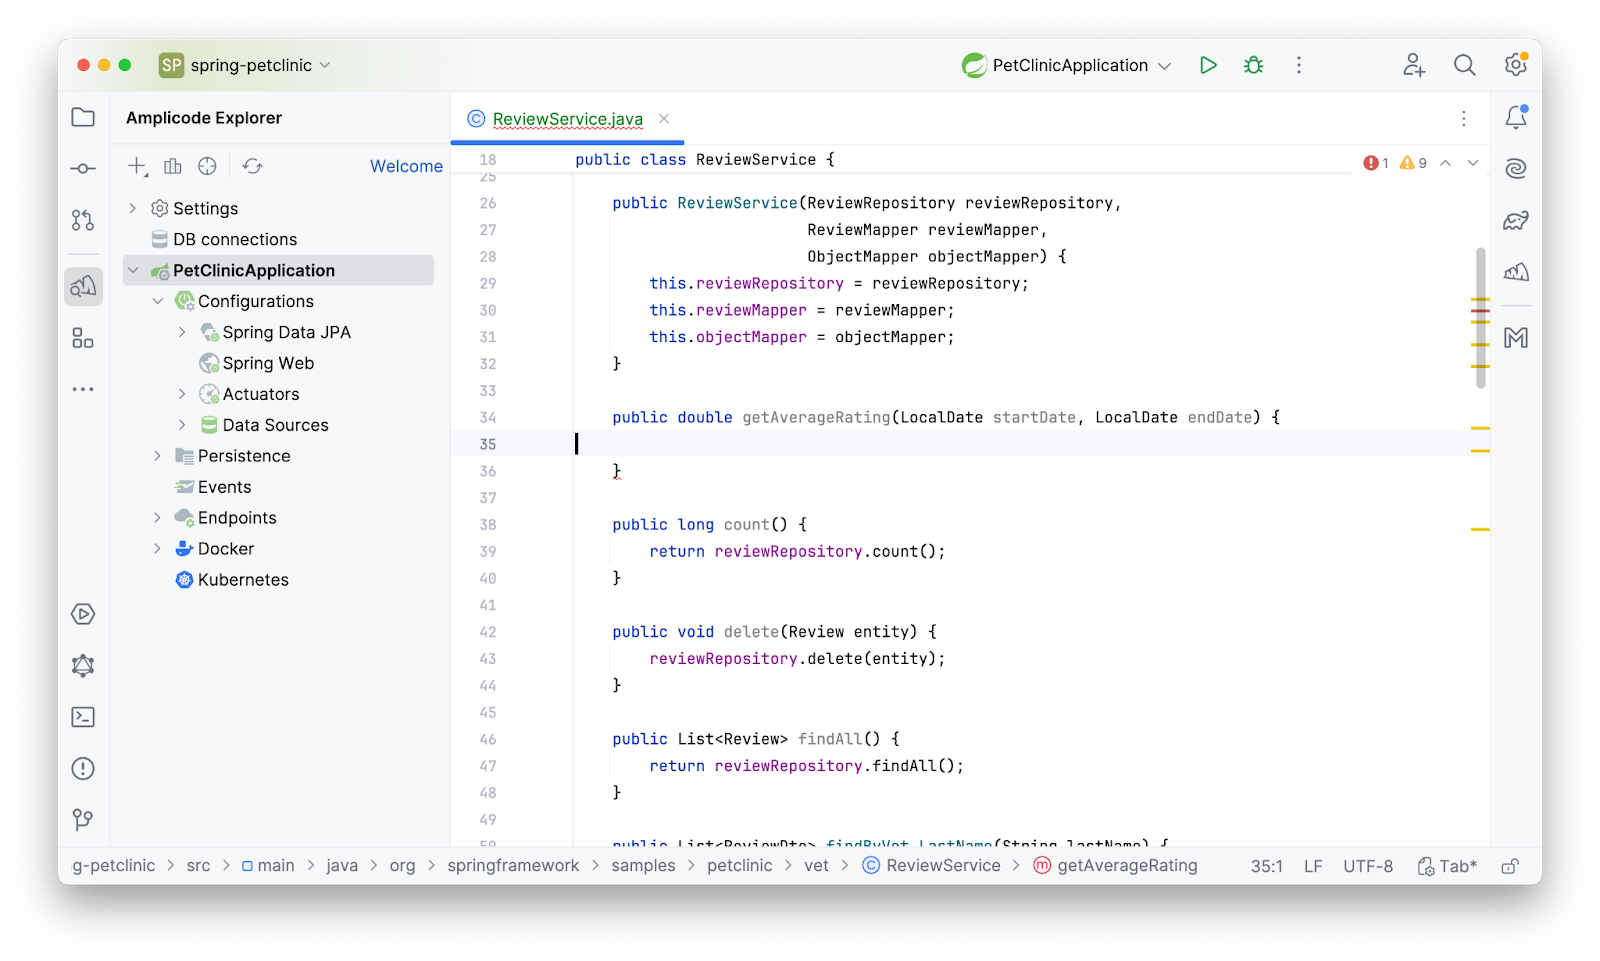 SP spring-petclinic
PetClinicApplication
Amplicode Explorer
ReviewService.java
Welcome
Settings
DB connections
PetClinicApplication
Configurations
Spring Data JPA
Spring Web
Actuators
Data Sources
Persistence
Events
Endpoints
Docker
Kubernetes
18 public class ReviewService {
1 9
25
26 public ReviewService(ReviewRepository reviewRepository,
27 ReviewMapper reviewMapper,
28 ObjectMapper objectMapper) {
29 this.reviewRepository = reviewRepository;
30 this.reviewMapper = reviewMapper;
31 this.objectMapper = objectMapper;
32 }
33
34 public double getAverageRating(LocalDate startDate, LocalDate endDate) {
35
36 }
37
38 public long count() {
39 return reviewRepository.count();
40 }
41
42 public void delete(Review entity) {
43 reviewRepository.delete(entity);
44 }
45
46 public List<Review> findAll() {
47 return reviewRepository.findAll();
48 }
49
50 public List<ReviewDto> findByVet_LastName(String lastName) {
g-petclinic > src > main > java > org > springframework > samples > petclinic > vet > ReviewService > getAverageRating 35:1 LF UTF-8 Tab*